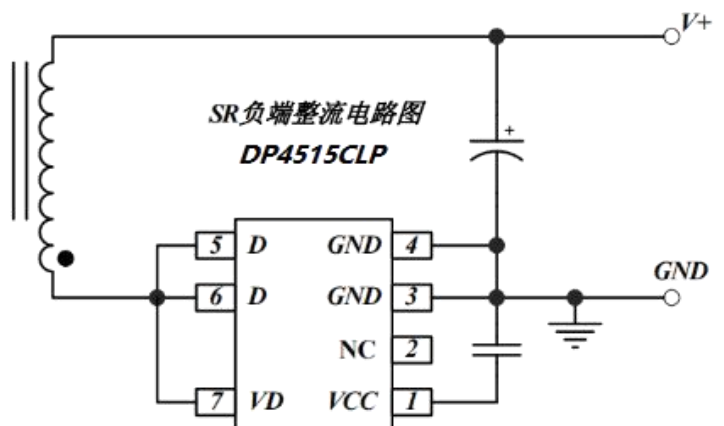 V+
+
SR负端整流电路图
DP4515CLP
5 D GND 4
GND
6 D GND 3
NC 2
7 VD VCC 1